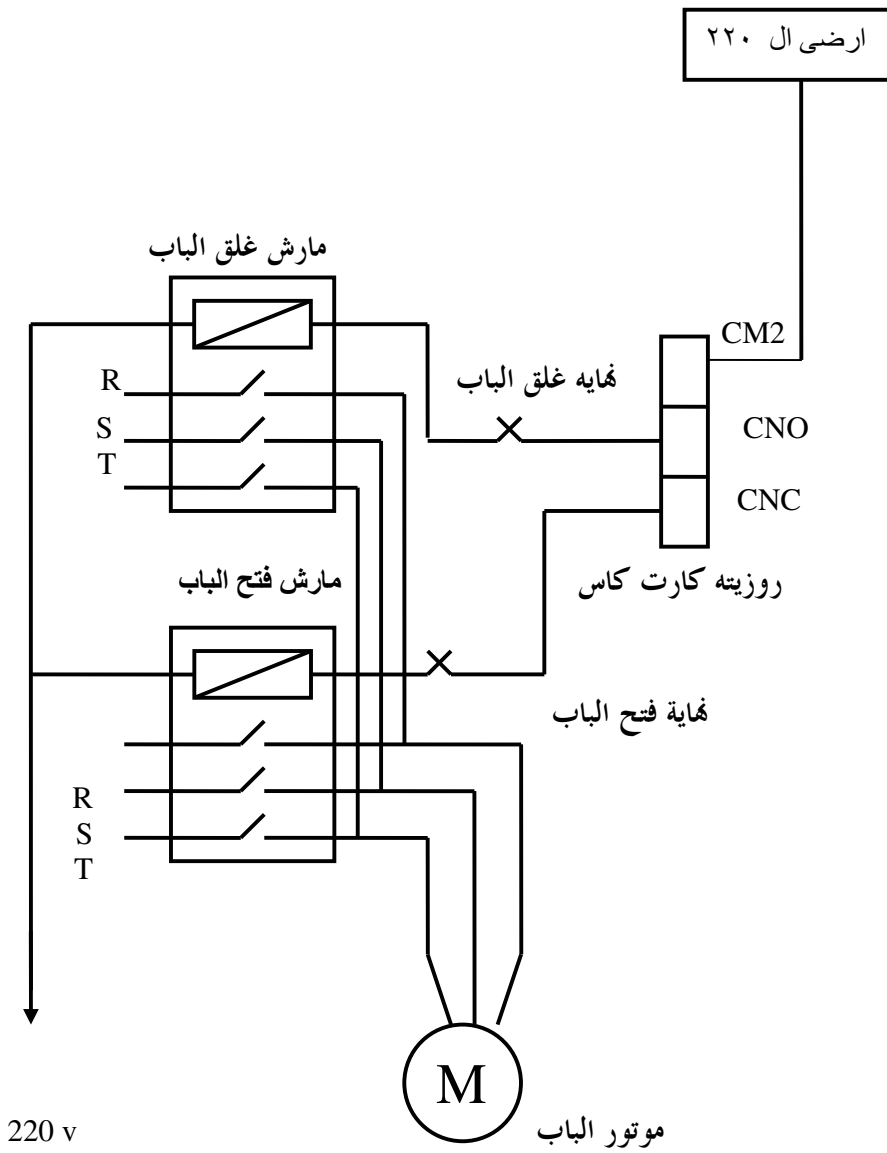 ارضى ال ٢٢٠
مارش غلق الباب
CM2
R
نهايه غلق الباب
S
CNO
T
CNC
مارش فتح الباب
روزيته كارت كاس
نهاية فتح الباب
R
S
T
M
220 v
موتور الباب